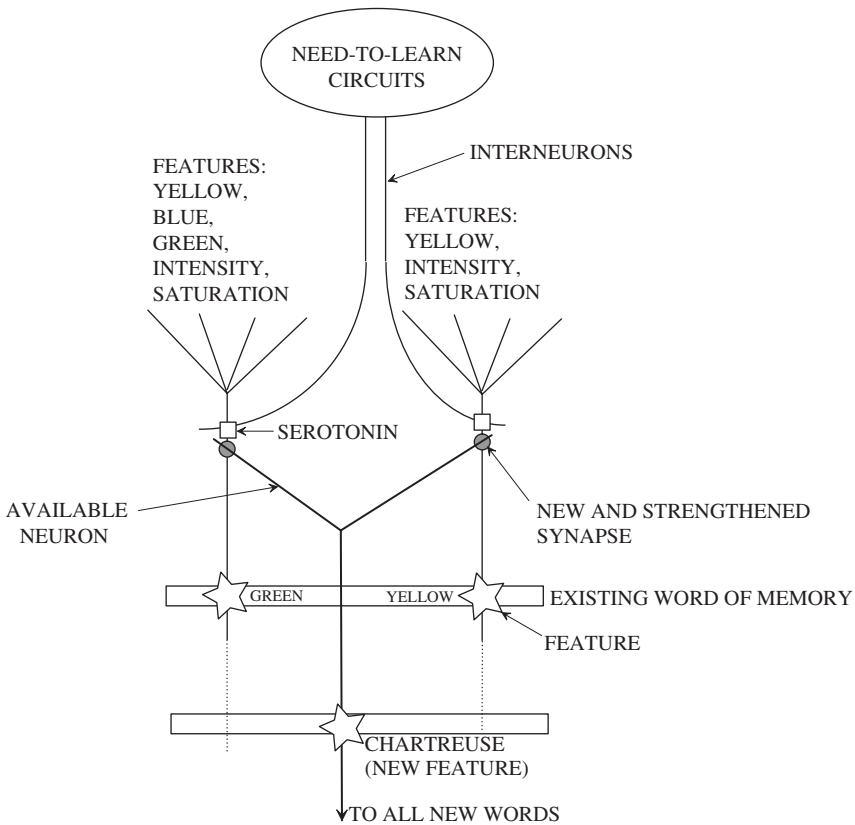 NEED-TO-LEARN
CIRCUITS
INTERNEURONS
FEATURES:
YELLOW,
BLUE,
GREEN,
INTENSITY,
SATURATION
FEATURES:
YELLOW,
INTENSITY,
SATURATION
SEROTONIN
AVAILABLE
NEURON
NEW AND STRENGTHENED
SYNAPSE
GREEN
YELLOW
EXISTING WORD OF MEMORY
FEATURE
CHARTREUSE
(NEW FEATURE)
TO ALL NEW WORDS